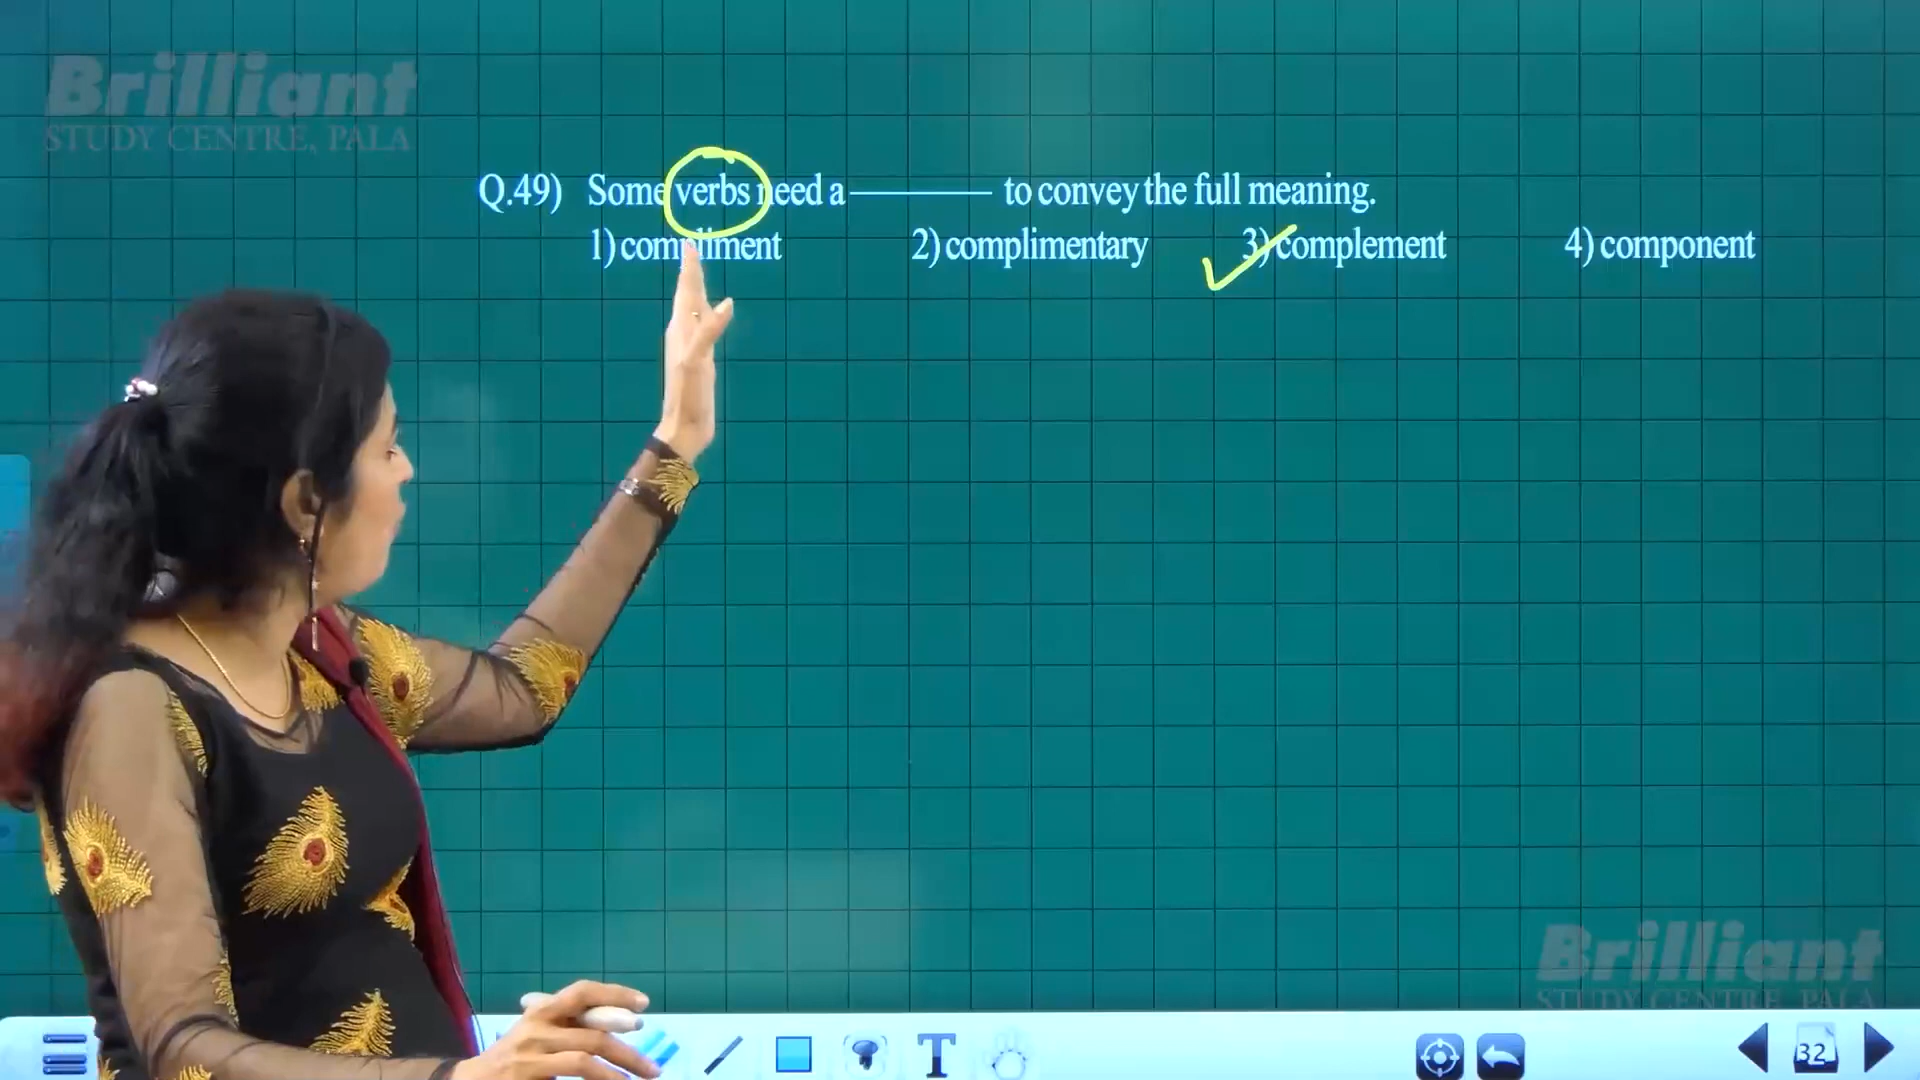 Brilliant
STUDY CENTRE, PALA
Q.49) Some verbs need a ———— to convey the full meaning.
1) compliment 2) complimentary 3) complement 4) component
Brilliant
STUDY CENTRE, PALA
T
32